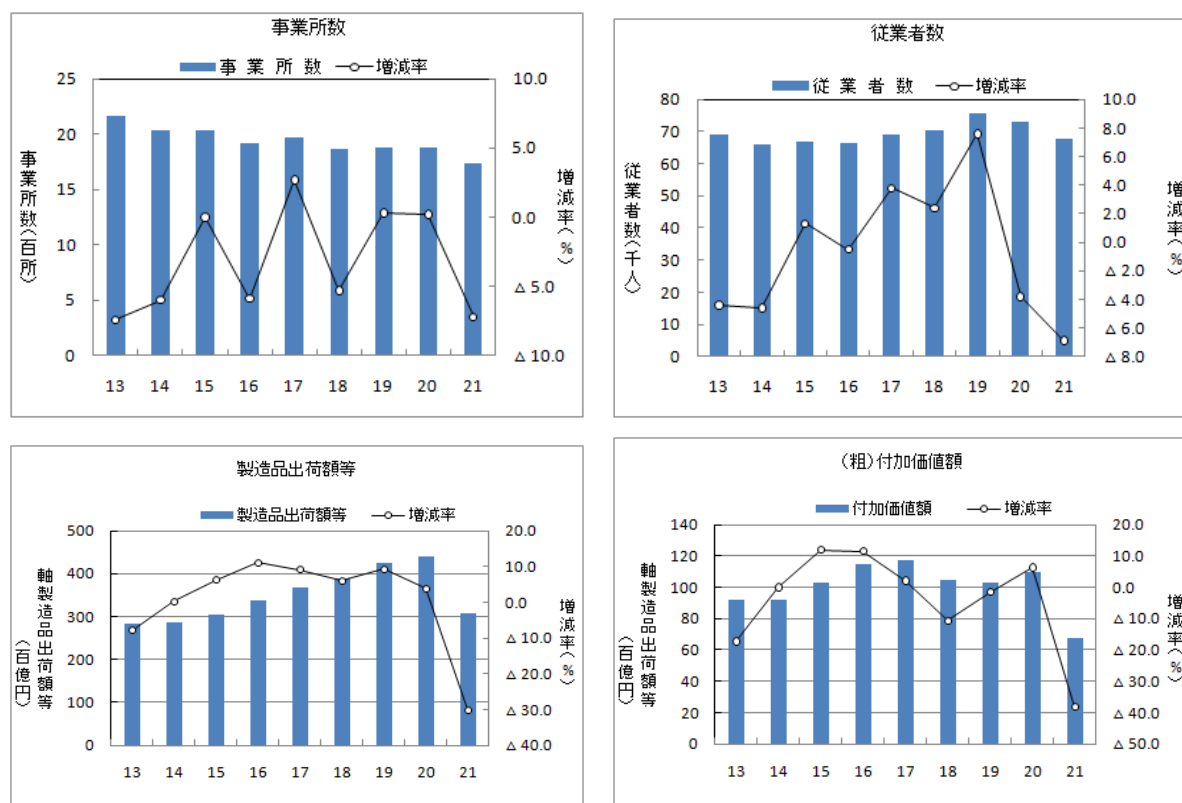 事業所数
事業所数 増減率
25 10.0
20 5.0
15 0.0
10 △ 5.0
5 △ 10.0
0
事業所数(百所)
増減率(%)
13 14 15 16 17 18 19 20 21
従業者数
従業者数 増減率
80 10.0
70 8.0
60 6.0
50 4.0
40 2.0
30 0.0
20 △ 2.0
10 △ 4.0
0 △ 6.0
△ 8.0
従業者数(千人)
増減率(%)
13 14 15 16 17 18 19 20 21
製造品出荷額等
製造品出荷額等 増減率
500 20.0
400 10.0
300 0.0
200 △ 10.0
100 △ 20.0
0 △ 30.0
△ 40.0
軸製造品出荷額等
(百億円)
増減率(%)
13 14 15 16 17 18 19 20 21
(粗)付加価値額
付加価値額 増減率
140 20.0
120 10.0
100 0.0
80 △ 10.0
60 △ 20.0
40 △ 30.0
20 △ 40.0
0 △ 50.0
軸製造品出荷額等
(百億円)
増減率(%)
13 14 15 16 17 18 19 20 21